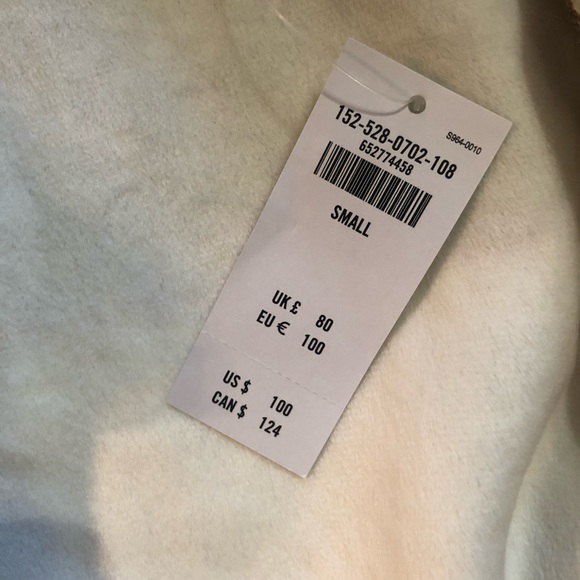 152-528-0702-108
S964-0010
652774458
SMALL
UK £ 80
EU € 100
US $ 100
CAN $ 124